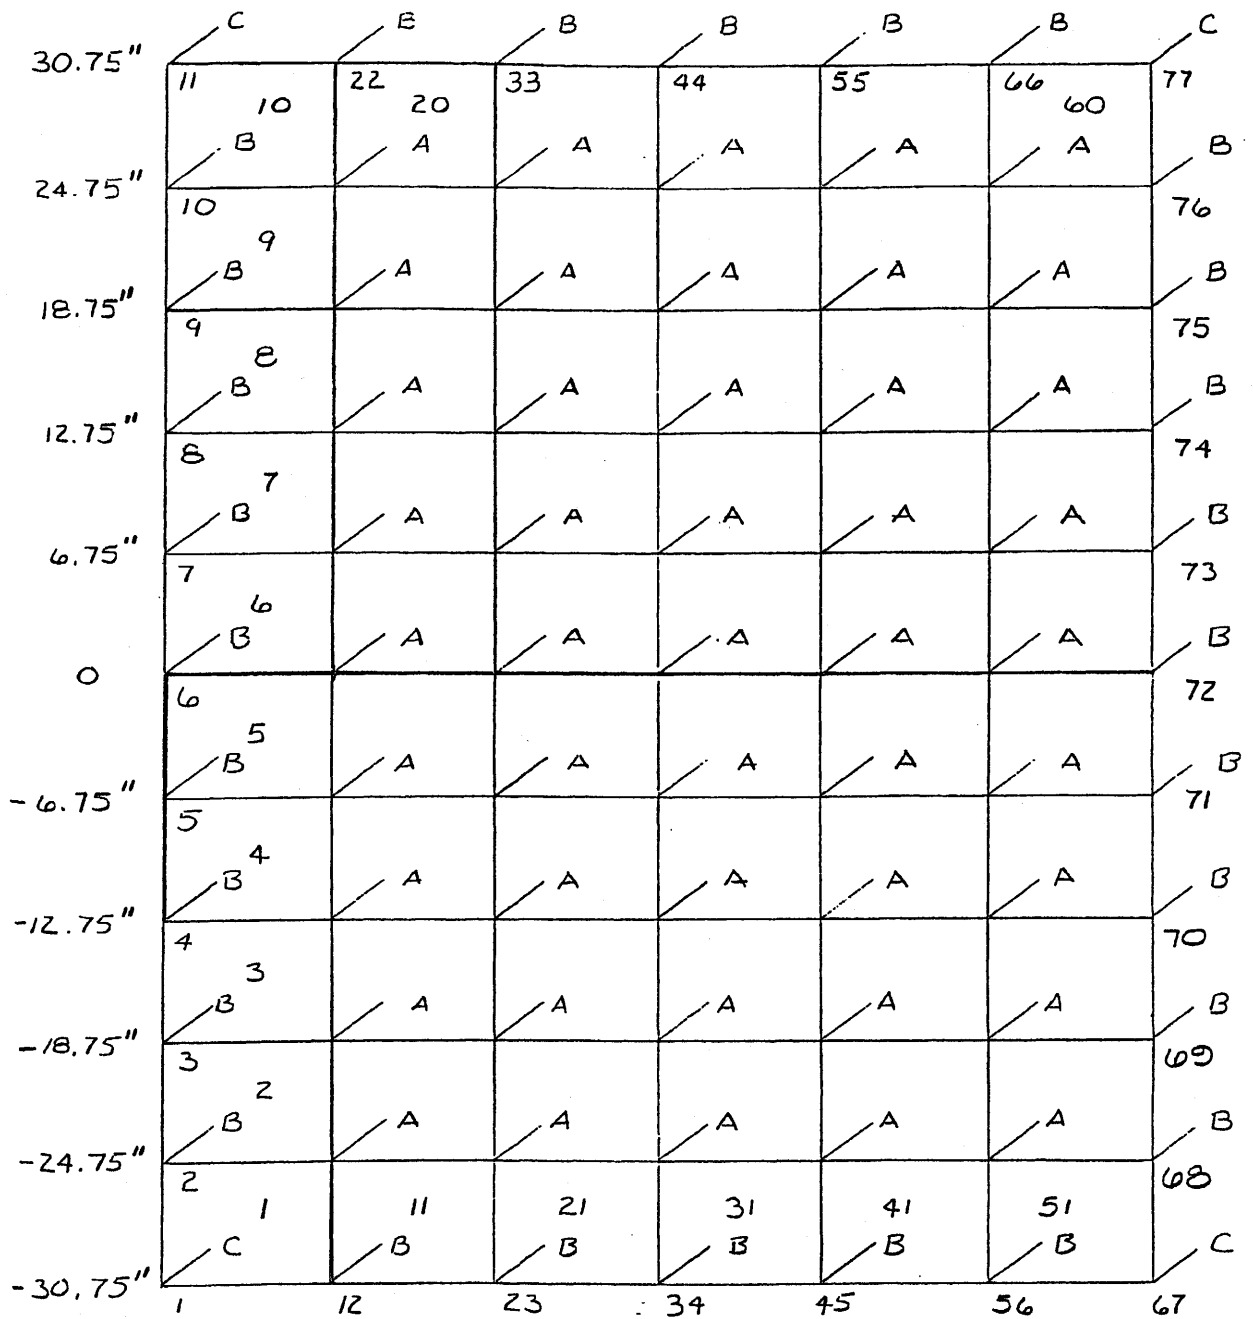 C E B B B B C
30.75"
11 22 33 44 55 66 77
10 20 60
B A A A A A B
24.75"
10 76
9
B A A A A A B
18.75"
9 75
8
B A A A A A B
12.75"
8 74
7
B A A A A A B
6.75"
7 73
6
B A A A A A B
0
6 72
5
B A A A A A B
-6.75"
5 71
4
B A A A A A B
-12.75"
4 70
3
B A A A A A B
-18.75"
3 69
2
B A A A A A B
-24.75"
2 68
1 11 21 31 41 51
C B B B B B C
-30.75"
1 12 23 34 45 56 67